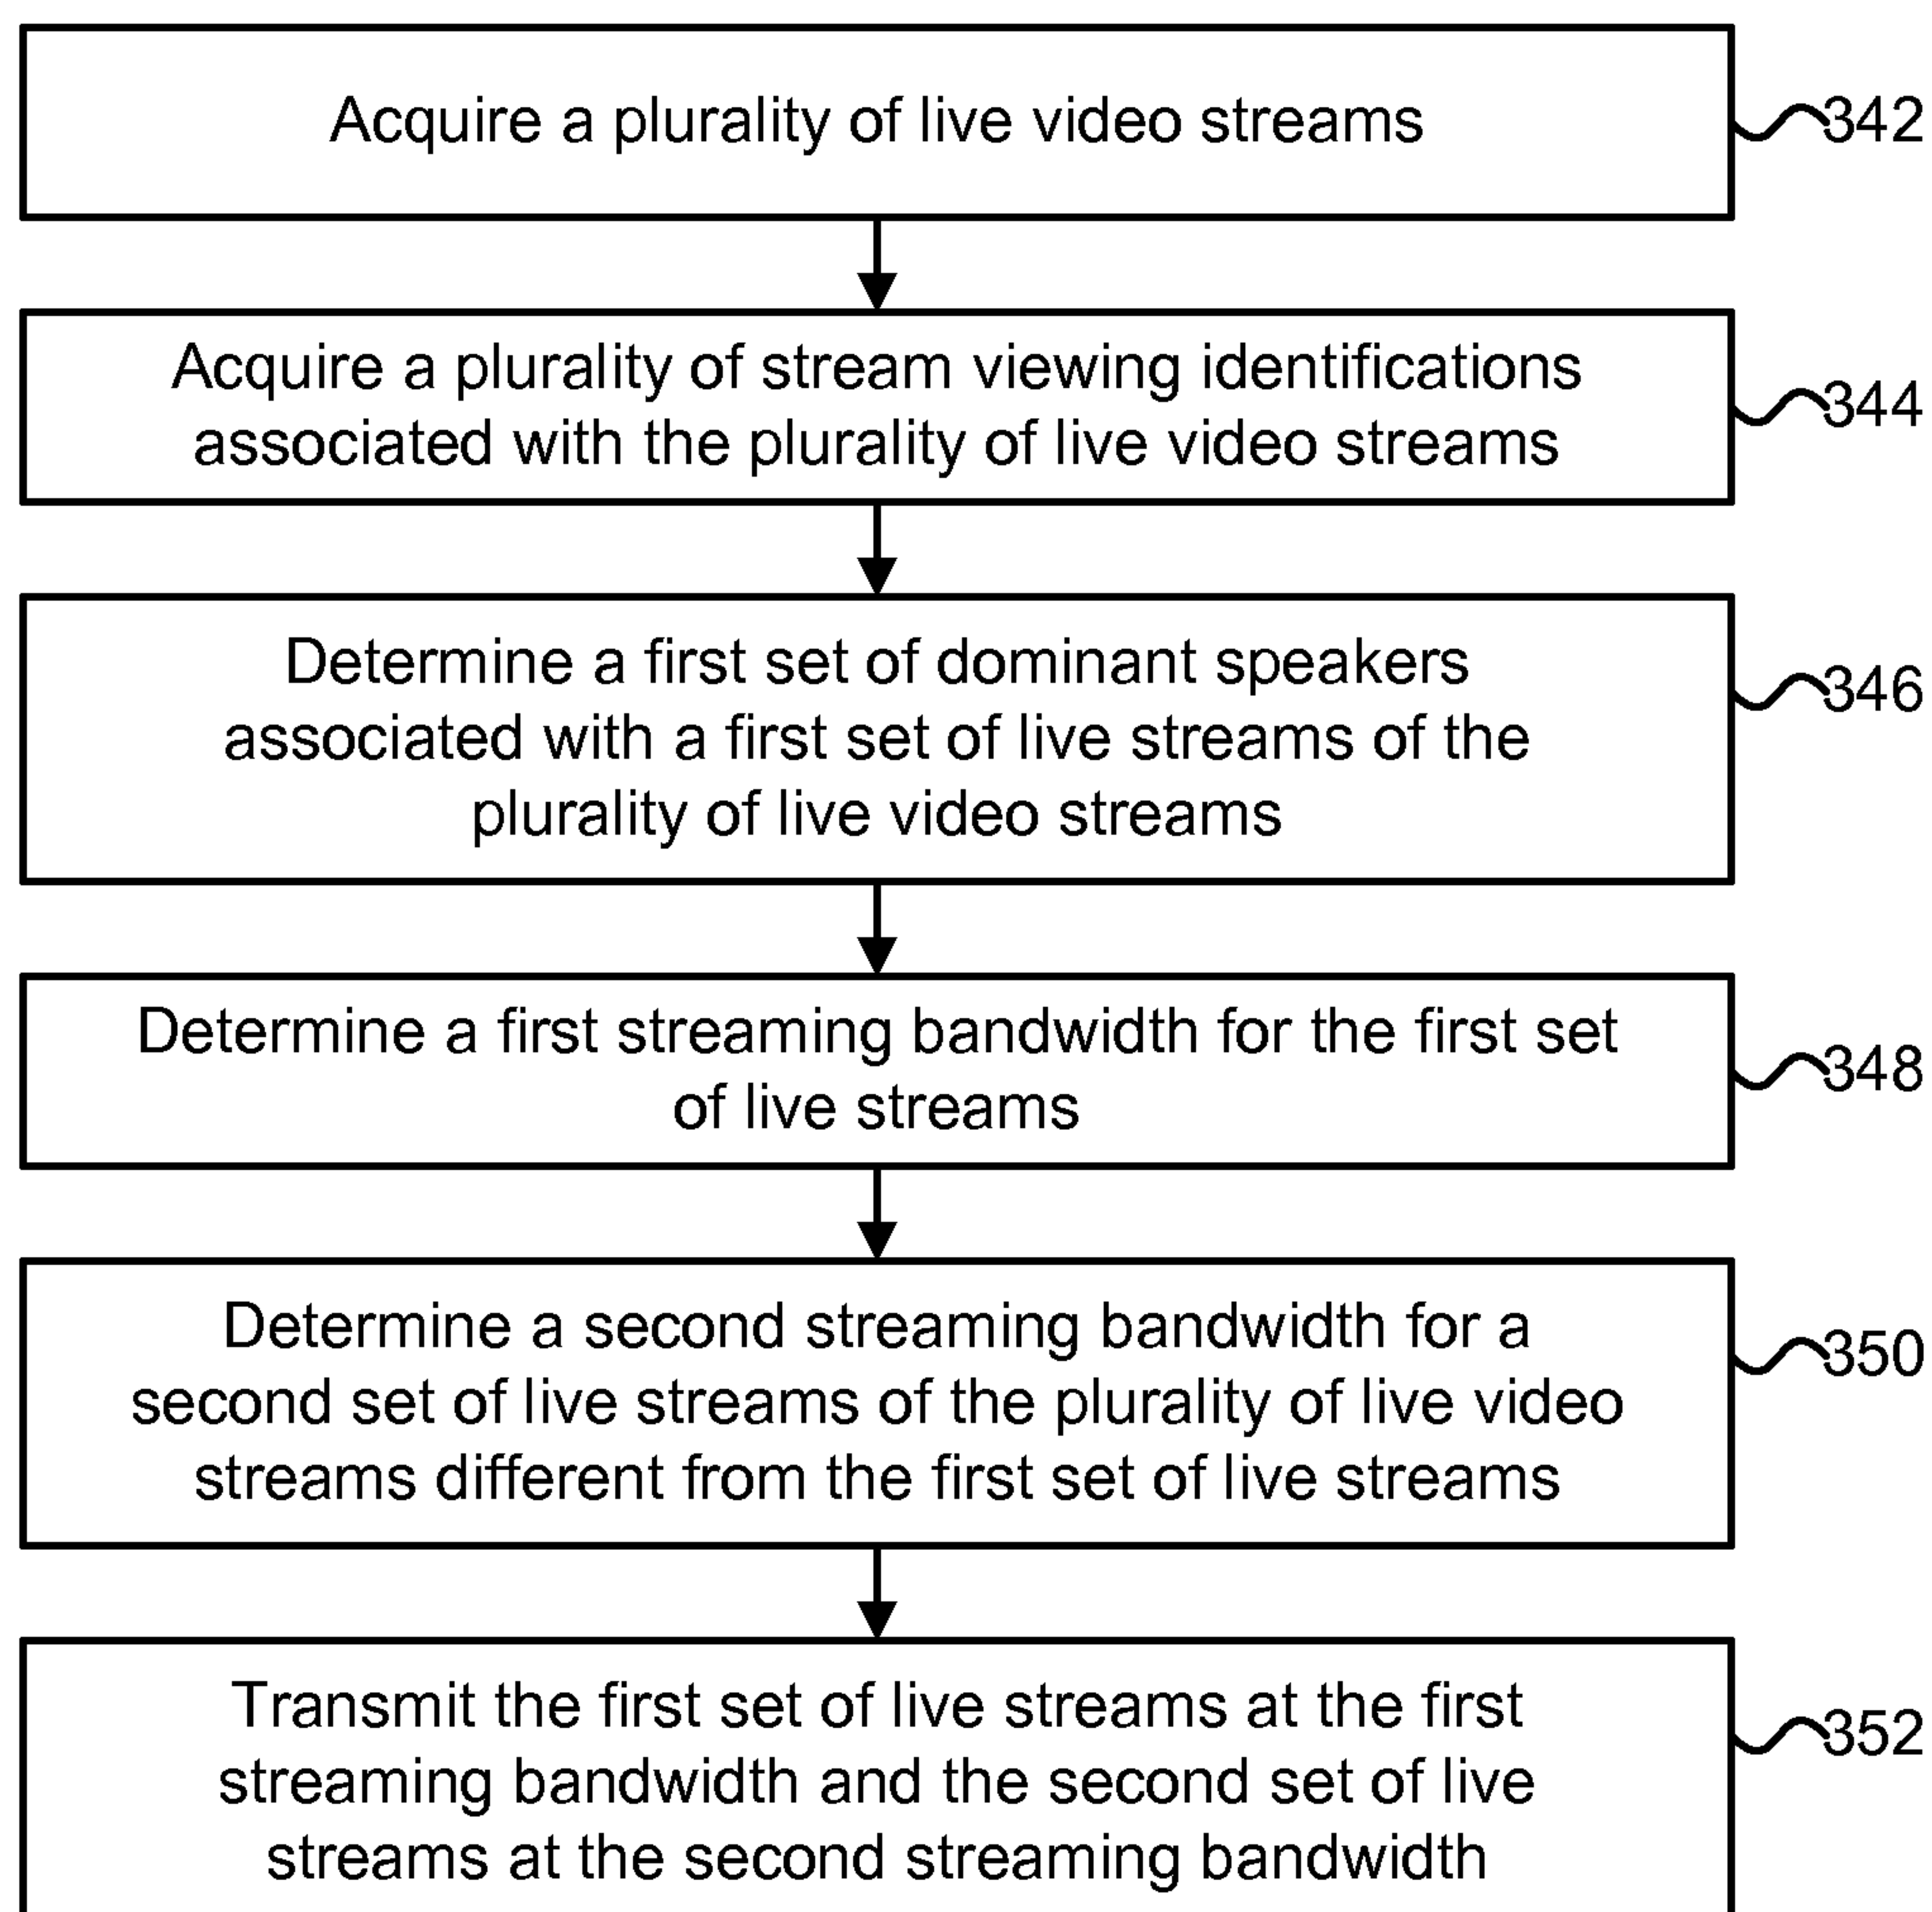 Acquire a plurality of live video streams
342
Acquire a plurality of stream viewing identifications
associated with the plurality of live video streams
344
Determine a first set of dominant speakers
associated with a first set of live streams of the
plurality of live video streams
346
Determine a first streaming bandwidth for the first set
of live streams
348
Determine a second streaming bandwidth for a
second set of live streams of the plurality of live video
streams different from the first set of live streams
350
Transmit the first set of live streams at the first
streaming bandwidth and the second set of live
streams at the second streaming bandwidth
352